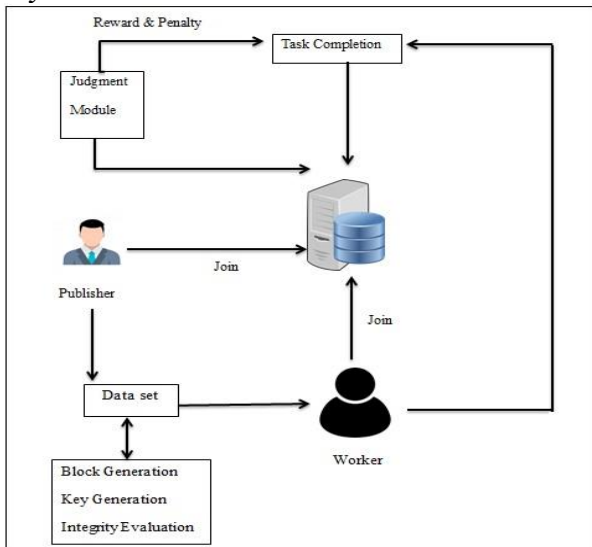 Reward & Penalty
Task Completion
Judgment
Module
Join
Publisher
Join
Data set
Worker
Block Generation
Key Generation
Integrity Evaluation